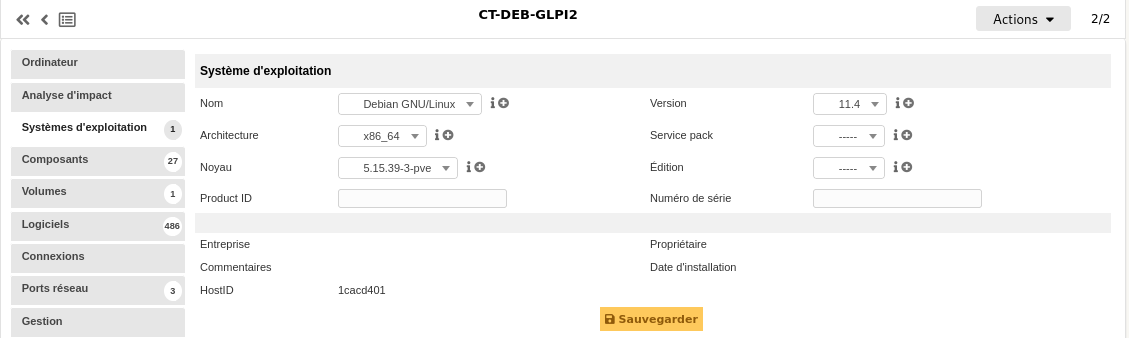 CT-DEB-GLPI2
Actions
2/2
Ordinateur
Analyse d'impact
Systèmes d'exploitation 1
Composants 27
Volumes 1
Logiciels 486
Connexions
Ports réseau 3
Gestion
Système d'exploitation
Nom Debian GNU/Linux Version 11.4
Architecture x86_64 Service pack -----
Noyau 5.15.39-3-pve Édition -----
Product ID Numéro de série
Entreprise Propriétaire
Commentaires Date d'installation
HostID 1cacd401
Sauvegarder